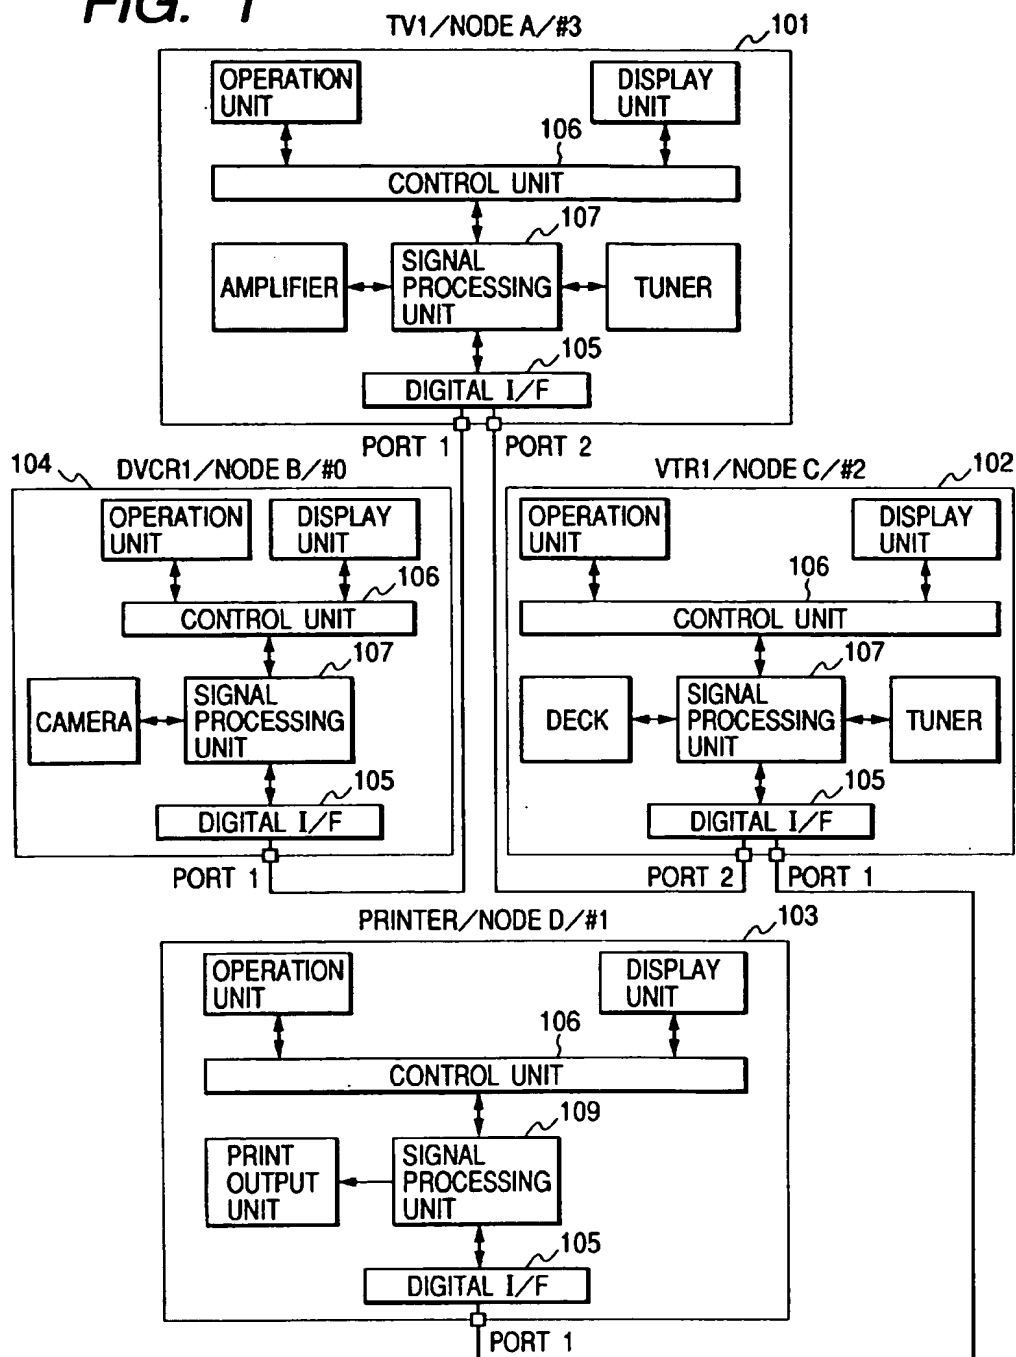 FIG. 1
TV1/NODE A/#3
101
OPERATION
UNIT
DISPLAY
UNIT
106
CONTROL UNIT
107
AMPLIFIER
SIGNAL
PROCESSING
UNIT
TUNER
105
DIGITAL I/F
PORT 1
PORT 2
104
DVCR1/NODE B/#0
OPERATION
UNIT
DISPLAY
UNIT
106
CONTROL UNIT
107
CAMERA
SIGNAL
PROCESSING
UNIT
105
DIGITAL I/F
PORT 1
VTR1/NODE C/#2
102
OPERATION
UNIT
DISPLAY
UNIT
106
CONTROL UNIT
107
DECK
SIGNAL
PROCESSING
UNIT
TUNER
105
DIGITAL I/F
PORT 2
PORT 1
PRINTER/NODE D/#1
103
OPERATION
UNIT
DISPLAY
UNIT
106
CONTROL UNIT
109
PRINT
OUTPUT
UNIT
SIGNAL
PROCESSING
UNIT
105
DIGITAL I/F
PORT 1